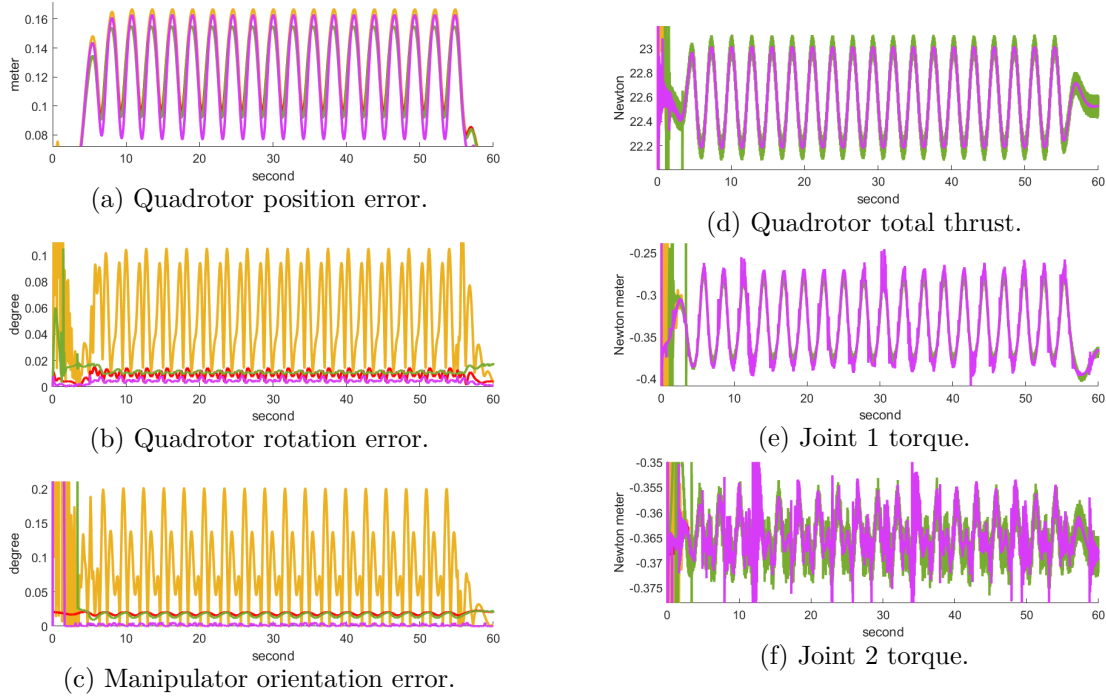 0.16
0.14
0.12
0.1
0.08
meter
0 10 20 30 40 50 60
second
(a) Quadrotor position error.
0.1
0.08
0.06
0.04
0.02
0
degree
0 10 20 30 40 50 60
second
(b) Quadrotor rotation error.
0.2
0.15
0.1
0.05
0
degree
0 10 20 30 40 50 60
second
(c) Manipulator orientation error.
23
22.8
22.6
22.4
22.2
Newton
0 10 20 30 40 50 60
second
(d) Quadrotor total thrust.
-0.25
-0.3
-0.35
-0.4
Newton meter
0 10 20 30 40 50 60
second
(e) Joint 1 torque.
-0.35
-0.355
-0.36
-0.365
-0.37
-0.375
Newton meter
0 10 20 30 40 50 60
second
(f) Joint 2 torque.